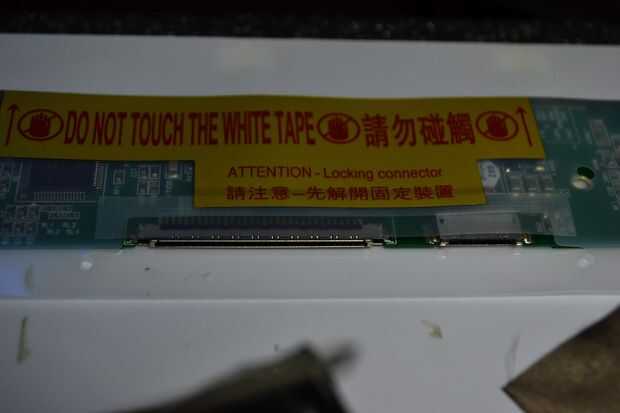 DO NOT TOUCH THE WHITE TAPE 請勿碰觸
ATTENTION - Locking connector
請注意-先解開固定裝置